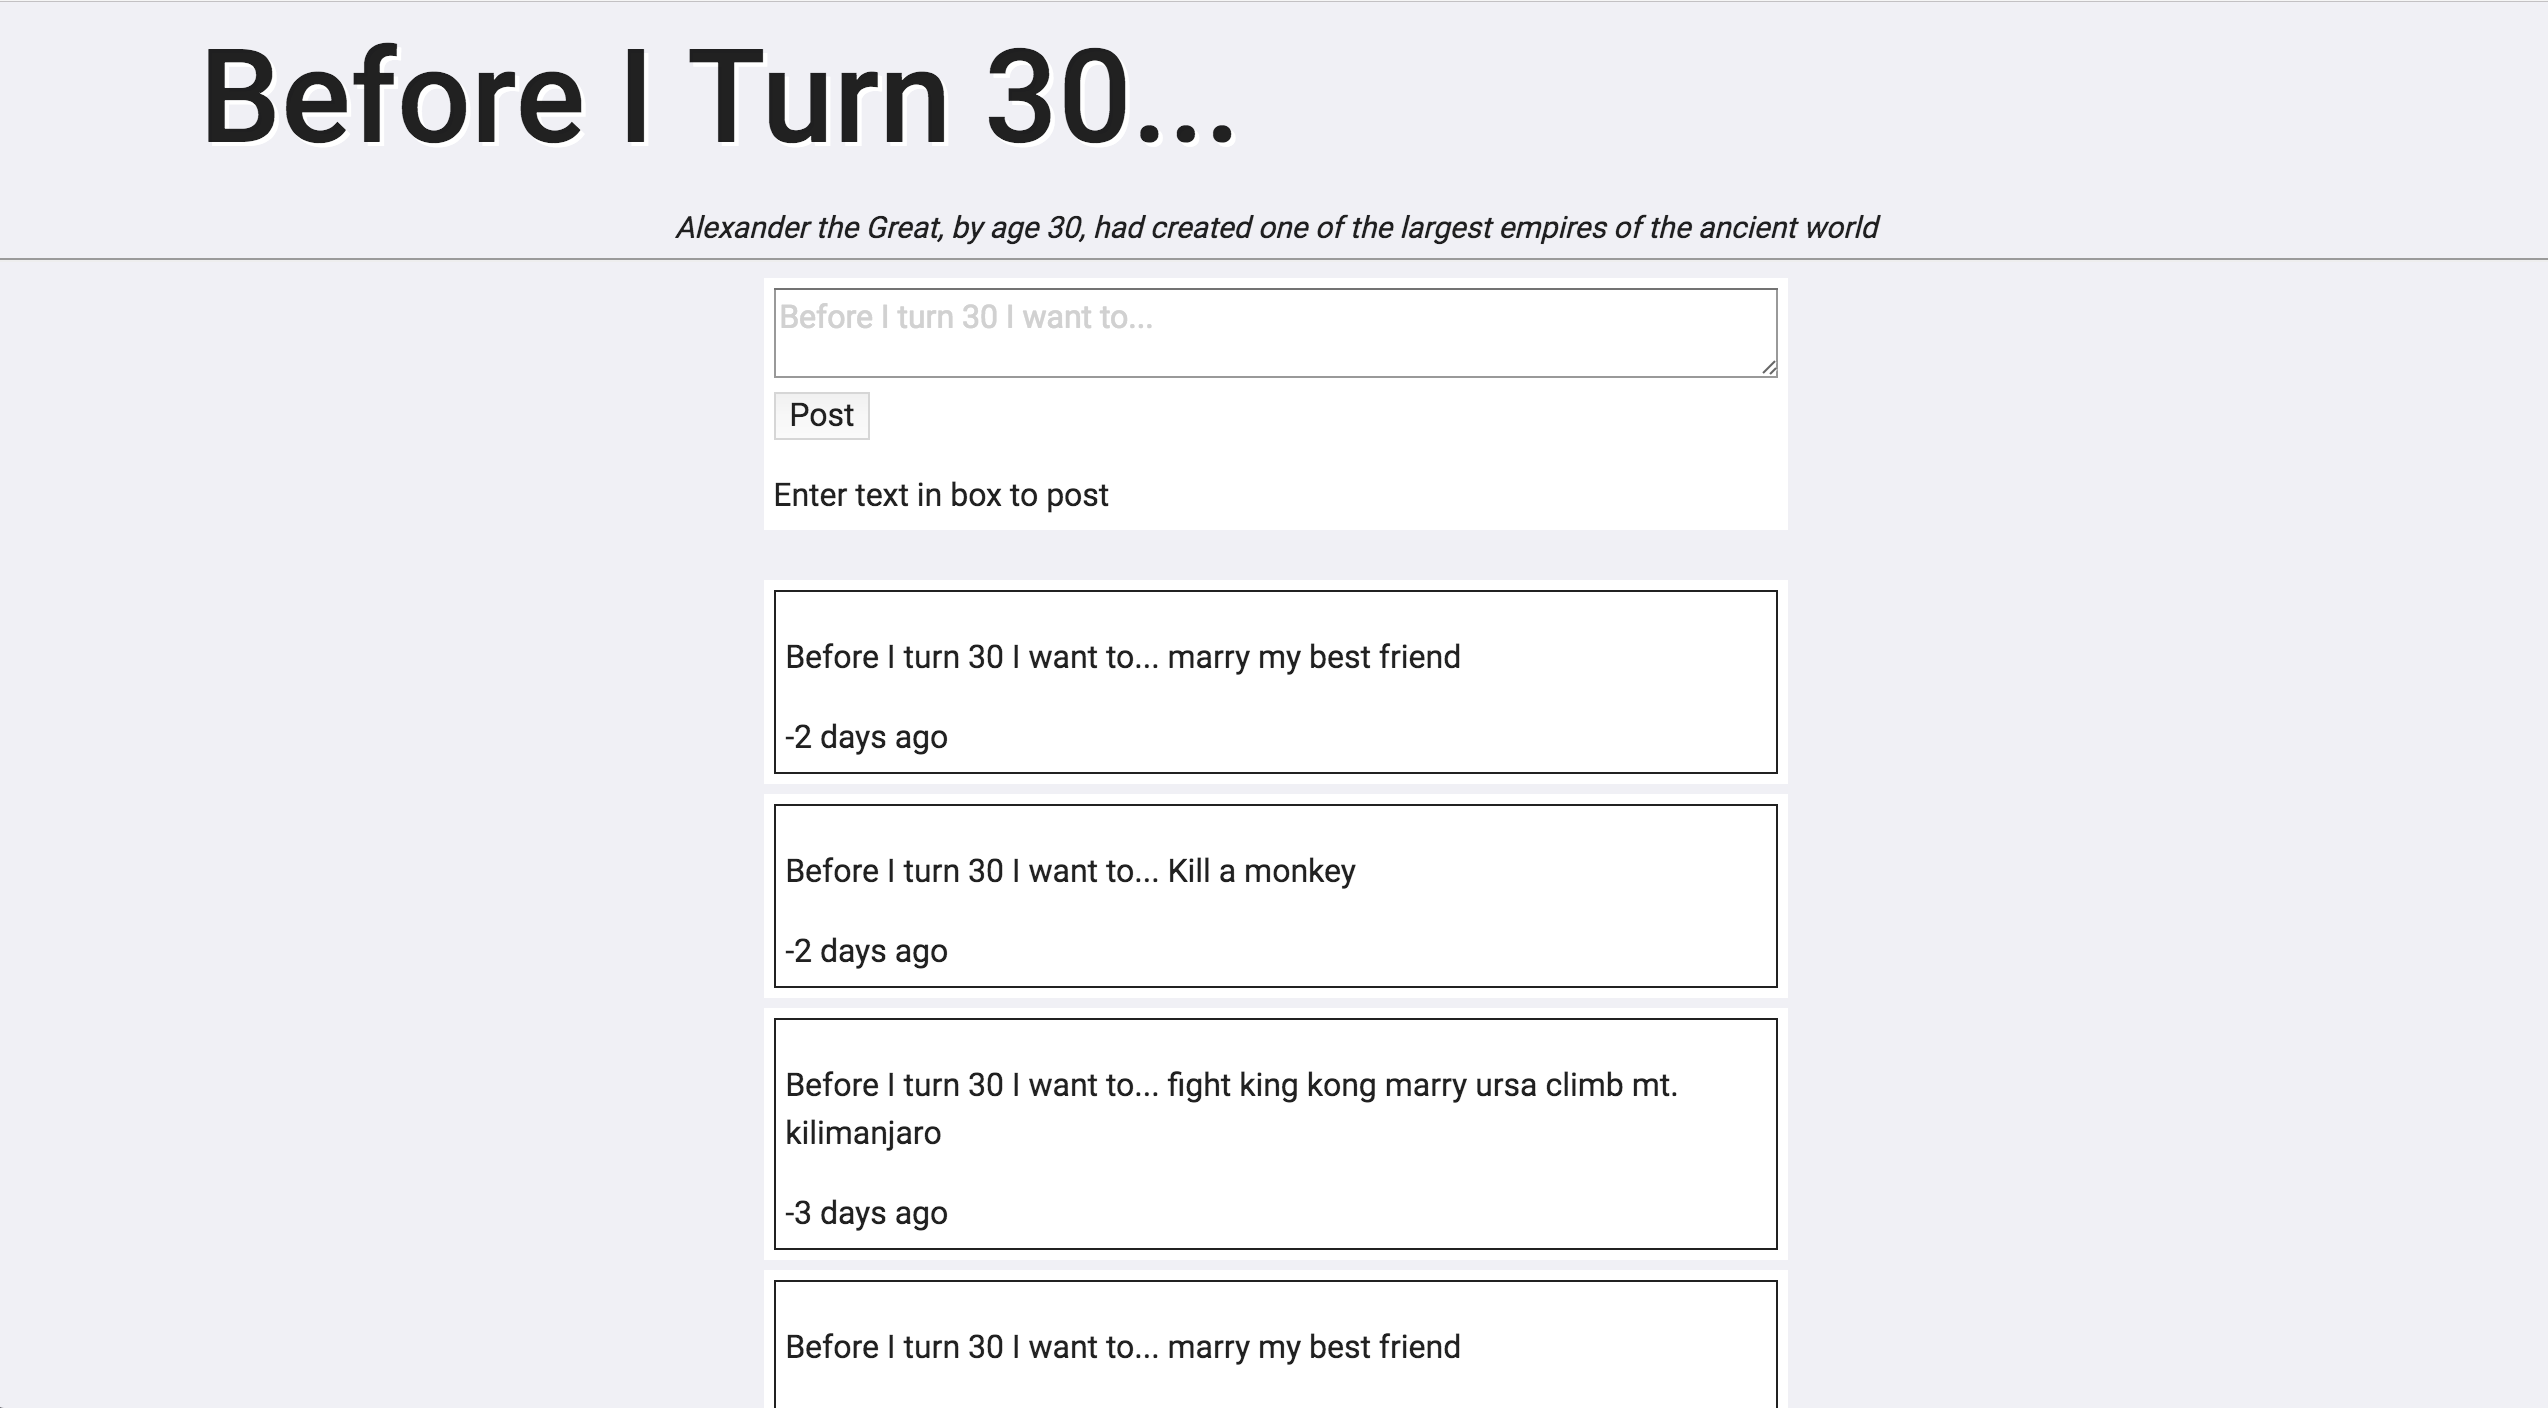 Before I Turn 30...
Alexander the Great, by age 30, had created one of the largest empires of the ancient world
Before I turn 30 I want to...
Post
Enter text in box to post
Before I turn 30 I want to... marry my best friend
-2 days ago
Before I turn 30 I want to... Kill a monkey
-2 days ago
Before I turn 30 I want to... fight king kong marry ursa climb mt.
kilimanjaro
-3 days ago
Before I turn 30 I want to... marry my best friend